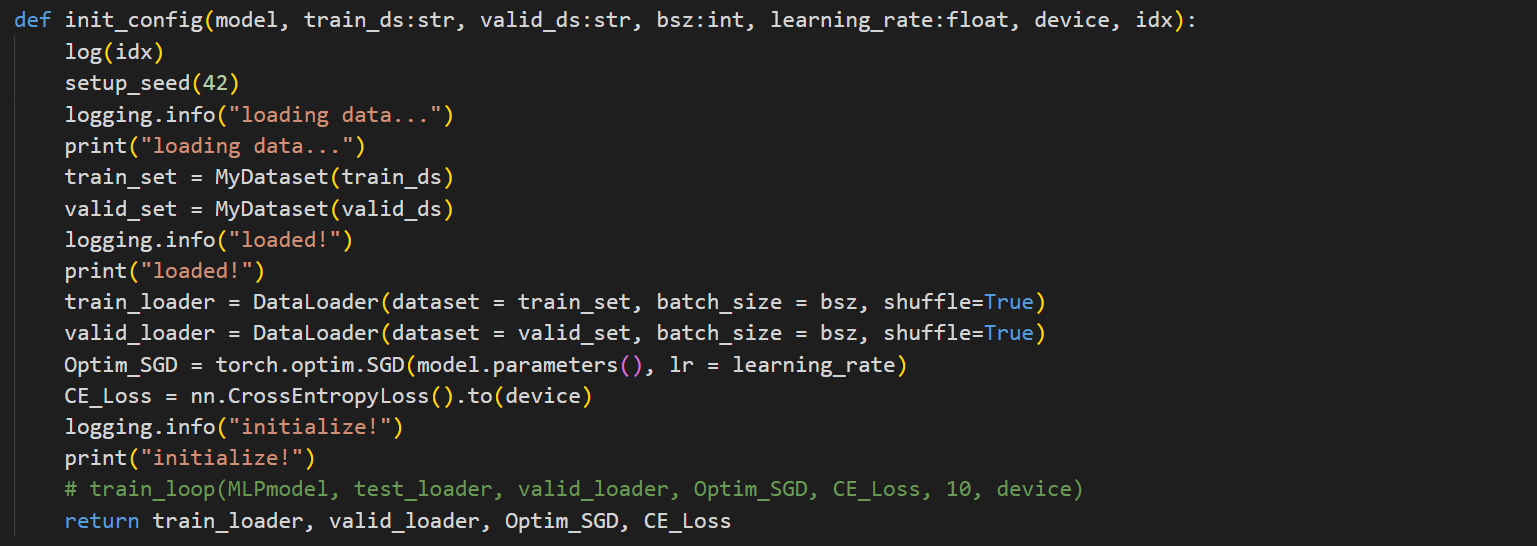 def init_config(model, train_ds:str, valid_ds:str, bsz:int, learning_rate:float, device, idx):
    log(idx)
    setup_seed(42)
    logging.info("loading data...")
    print("loading data...")
    train_set = MyDataset(train_ds)
    valid_set = MyDataset(valid_ds)
    logging.info("loaded!")
    print("loaded!")
    train_loader = DataLoader(dataset = train_set, batch_size = bsz, shuffle=True)
    valid_loader = DataLoader(dataset = valid_set, batch_size = bsz, shuffle=True)
    Optim_SGD = torch.optim.SGD(model.parameters(), lr = learning_rate)
    CE_Loss = nn.CrossEntropyLoss().to(device)
    logging.info("initialize!")
    print("initialize!")
    # train_loop(MLPmodel, test_loader, valid_loader, Optim_SGD, CE_Loss, 10, device)
    return train_loader, valid_loader, Optim_SGD, CE_Loss